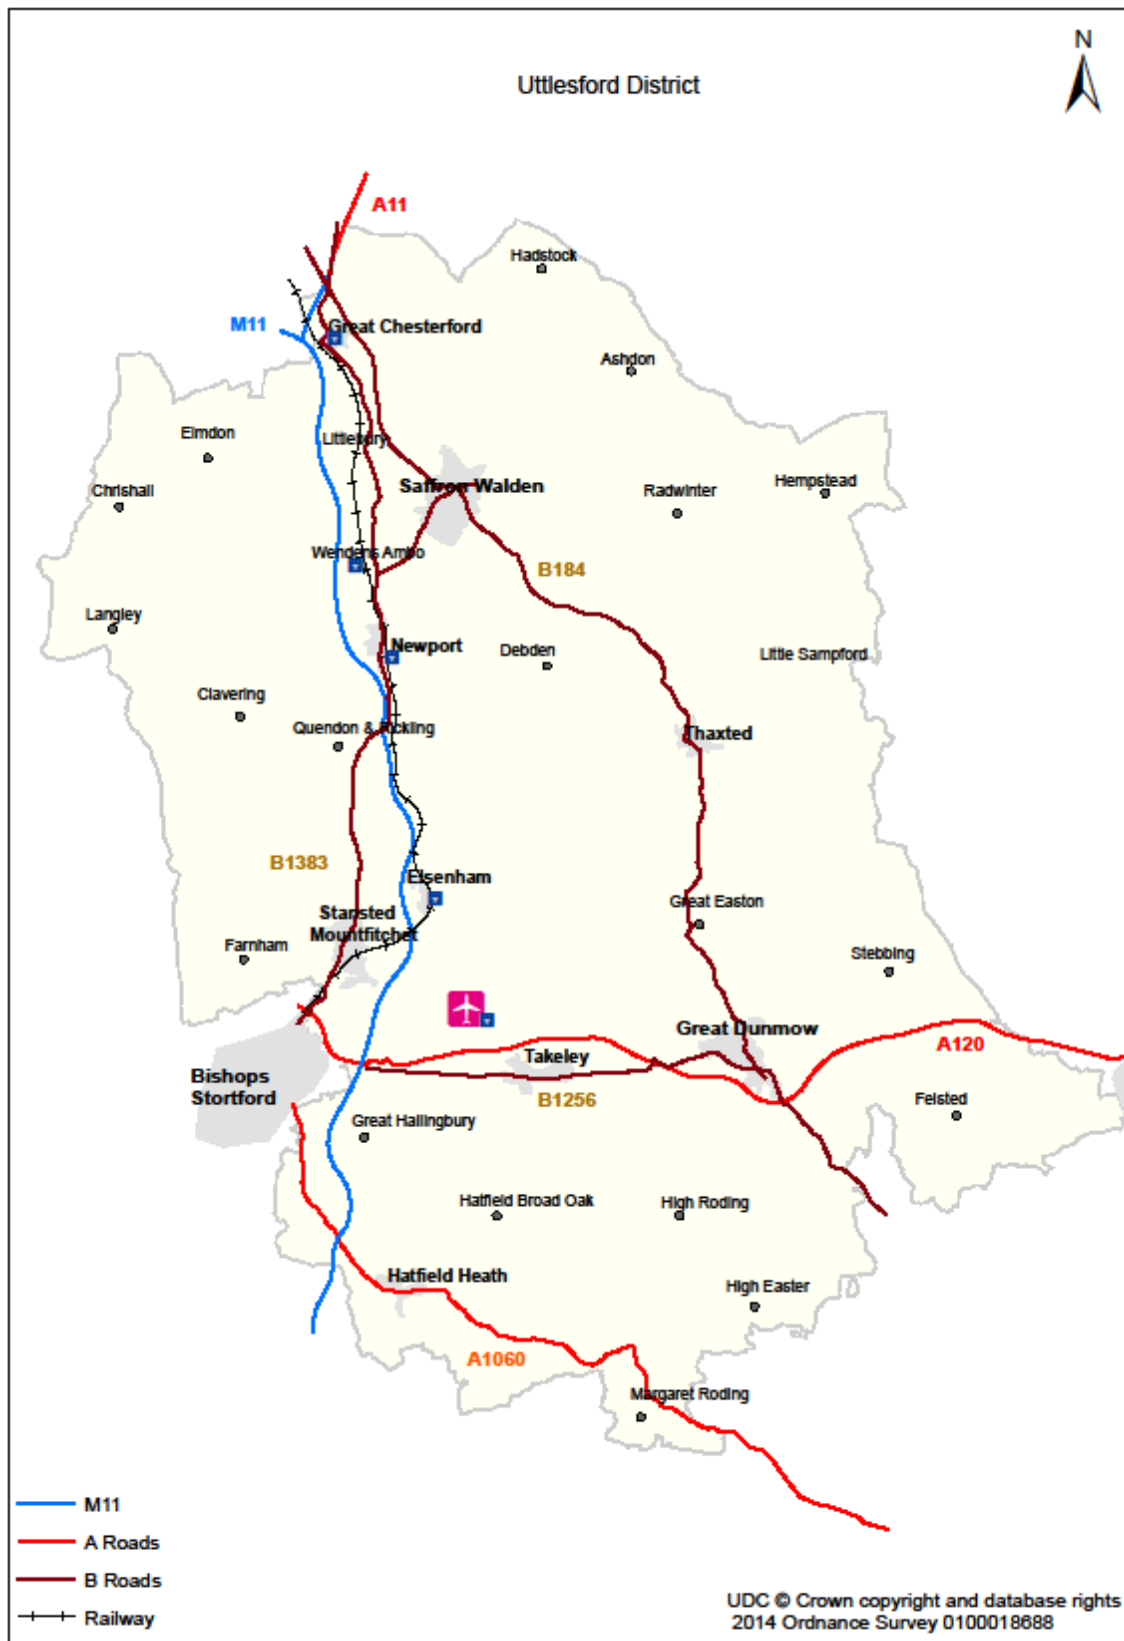 N
Uttlesford District
A11
Hadstock
M11
Great Chesterford
Ashdon
Elmdon
Littlebury
Chrishall
Saffron Walden
Radwinter
Hempstead
Wendens Ambo
B184
Langley
Newport
Debden
Little Sampford
Clavering
Quendon & Rickling
Thaxted
B1383
Elsenham
Great Easton
Stansted
Mountfitchet
Farnham
Stebbing
Great Dunmow
A120
Takeley
Bishops
Stortford
B1256
Felsted
Great Hallingbury
Hatfield Broad Oak
High Roding
Hatfield Heath
High Easter
A1060
Margaret Roding
M11
A Roads
B Roads
Railway
UDC © Crown copyright and database rights
2014 Ordnance Survey 0100018688